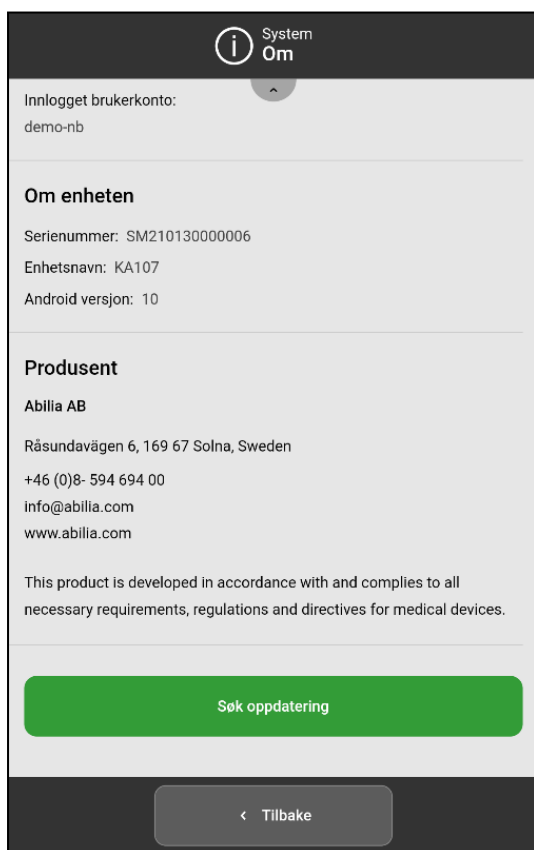 System
Om
Innlogget brukerkonto:
demo-nb
Om enheten
Serienummer: SM210130000006
Enhetsnavn: KA107
Android versjon: 10
Produsent
Abilia AB
Råsundavägen 6, 169 67 Solna, Sweden
+46 (0)8- 594 694 00
info@abilia.com
www.abilia.com
This product is developed in accordance with and complies to all
necessary requirements, regulations and directives for medical devices.
Søk oppdatering
Tilbake